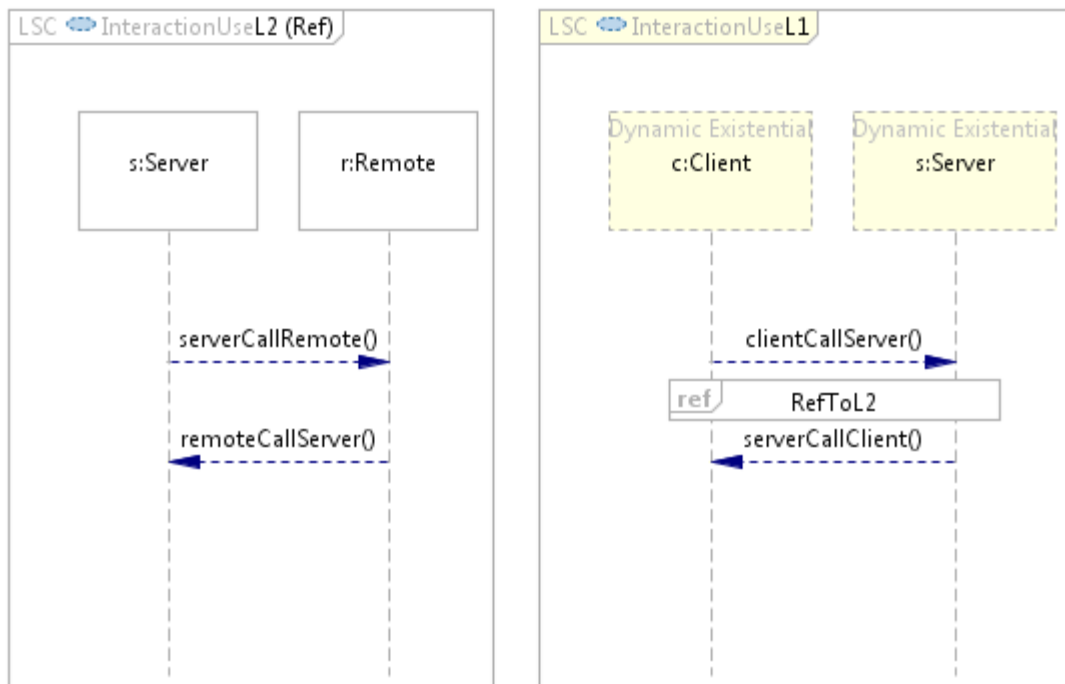 LSC InteractionUseL2 (Ref)
s:Server
r:Remote
serverCallRemote()
remoteCallServer()
LSC InteractionUseL1
Dynamic Existential
c:Client
Dynamic Existential
s:Server
clientCallServer()
ref
RefToL2
serverCallClient()